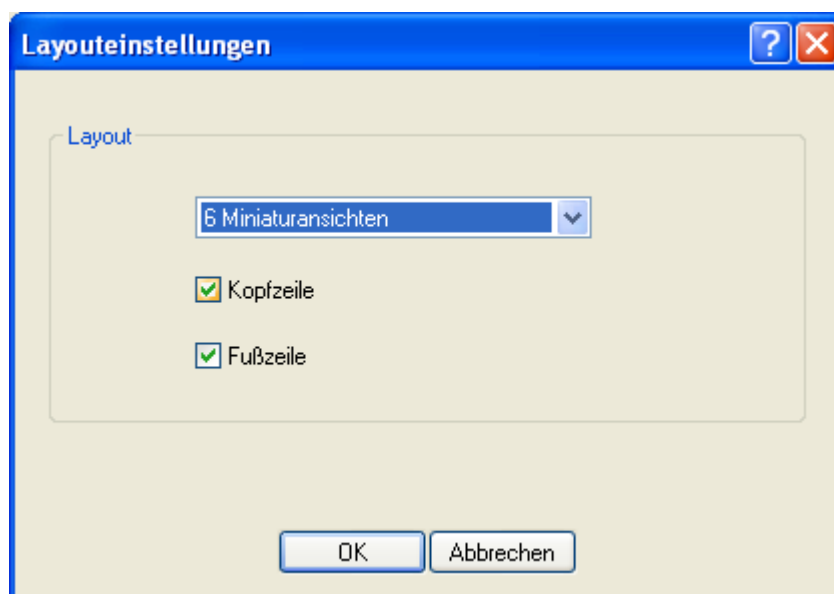 Layouteinstellungen
?
Layout
6 Miniaturansichten
Kopfzeile
Fußzeile
OK Abbrechen